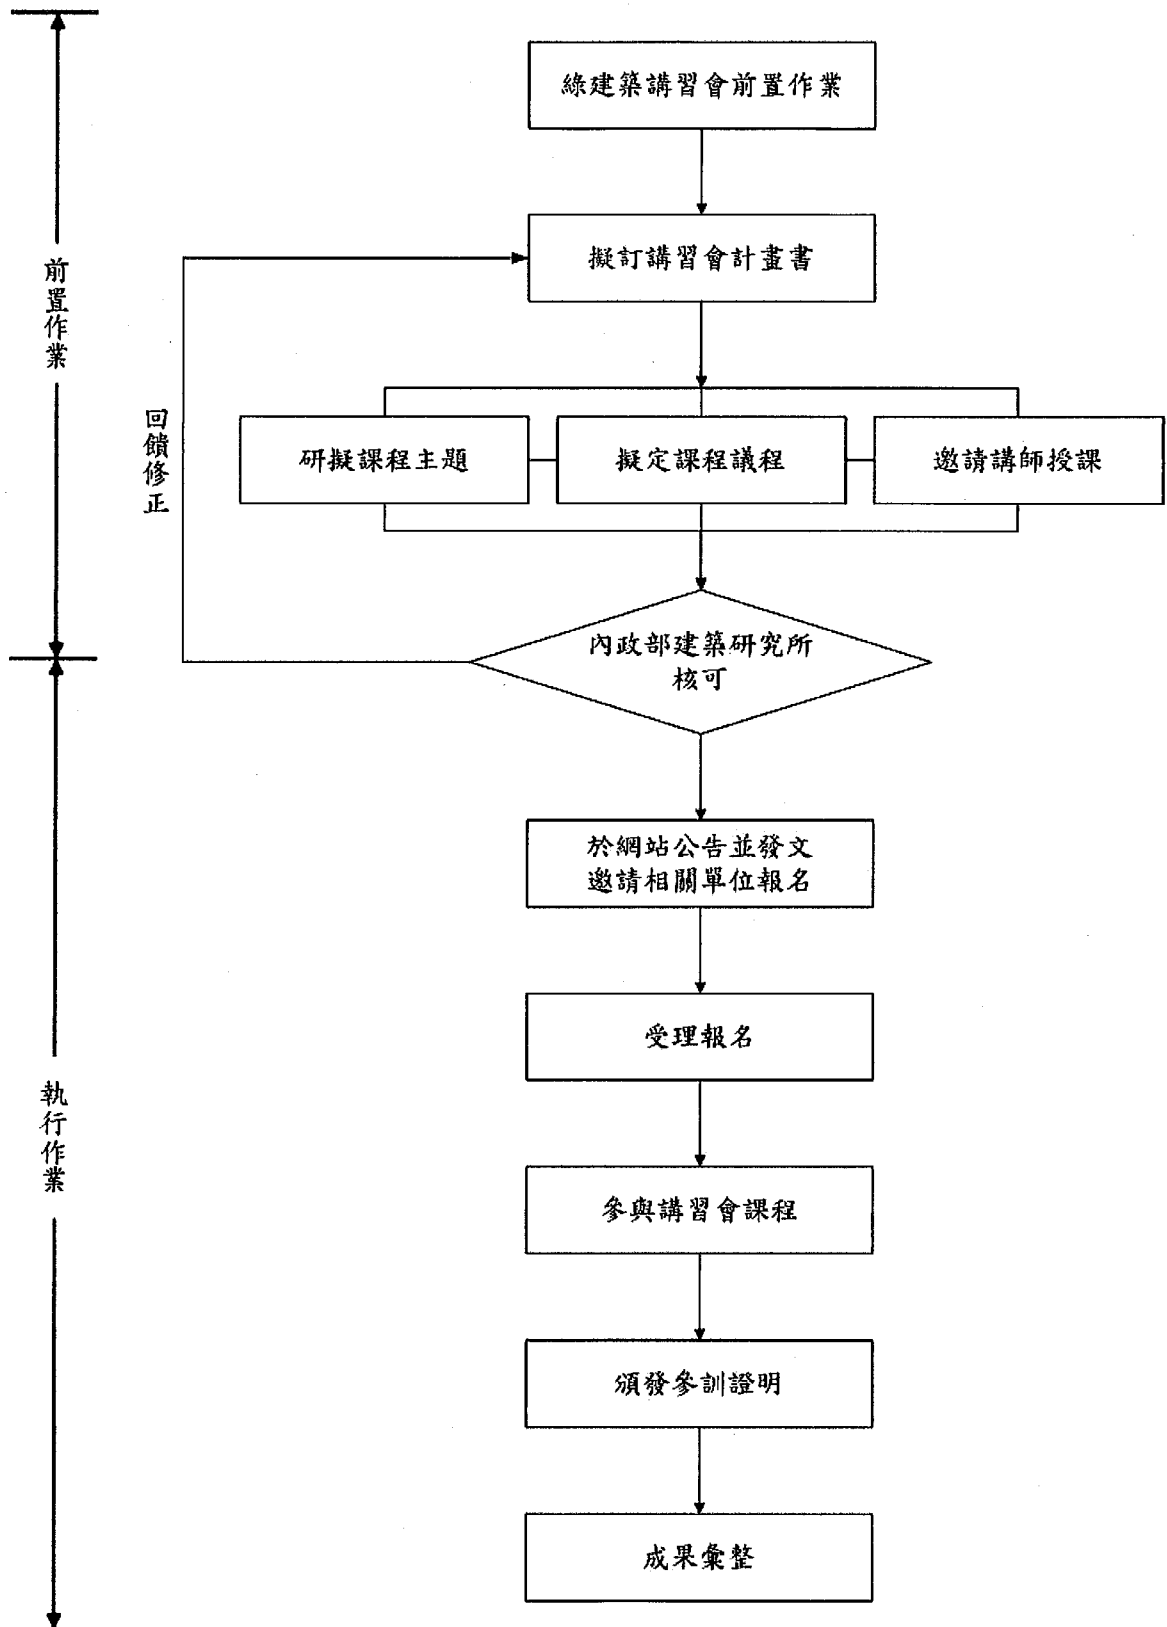 綠建築講習會前置作業
擬訂講習會計畫書
前置作業
回饋修正
研擬課程主題
擬定課程議程
邀請講師授課
內政部建築研究所
核可
於網站公告並發文
邀請相關單位報名
受理報名
執行作業
參與講習會課程
頒發參訓證明
成果彙整